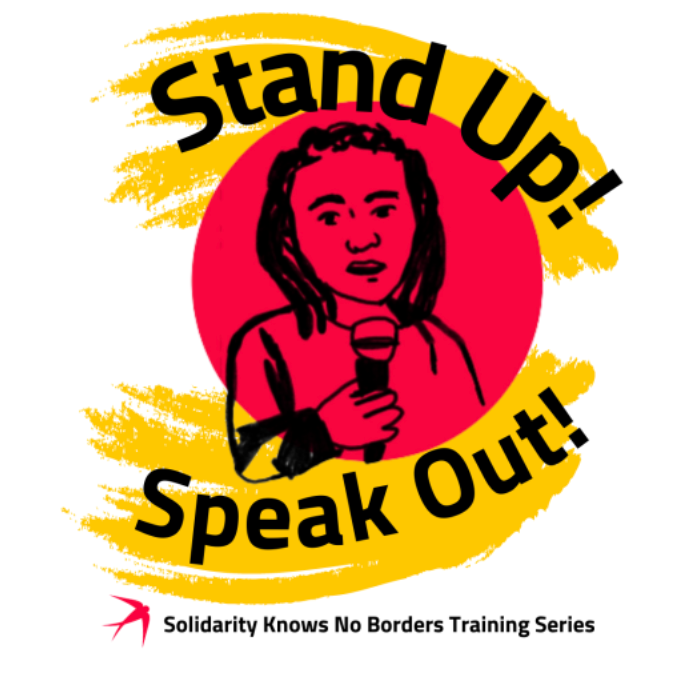 Stand Up!
Speak Out!
Solidarity Knows No Borders Training Series